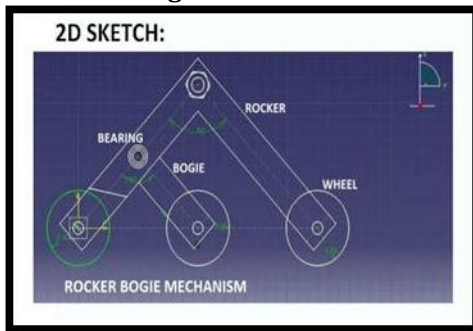 2D SKETCH:
ROCKER
BEARING
BOGIE
WHEEL
ROCKER BOGIE MECHANISM